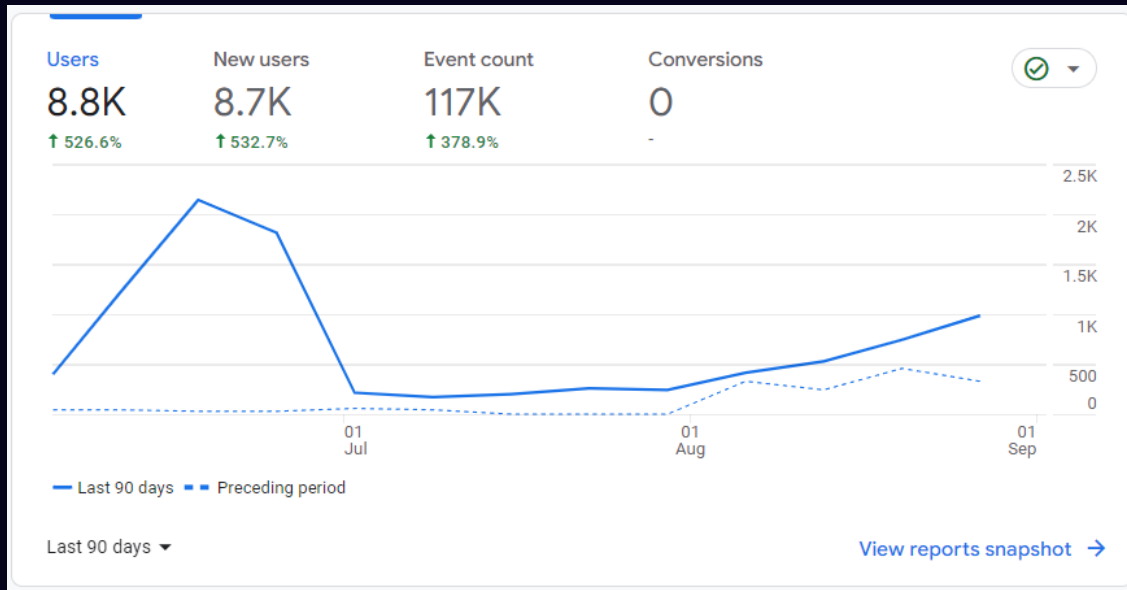 Users New users Event count Conversions
8.8K 8.7K 117K 0
↑ 526.6% ↑ 532.7% ↑ 378.9% -
2.5K
2K
1.5K
1K
500
0
01 01 01
Jul Aug Sep
Last 90 days Preceding period
Last 90 days View reports snapshot →